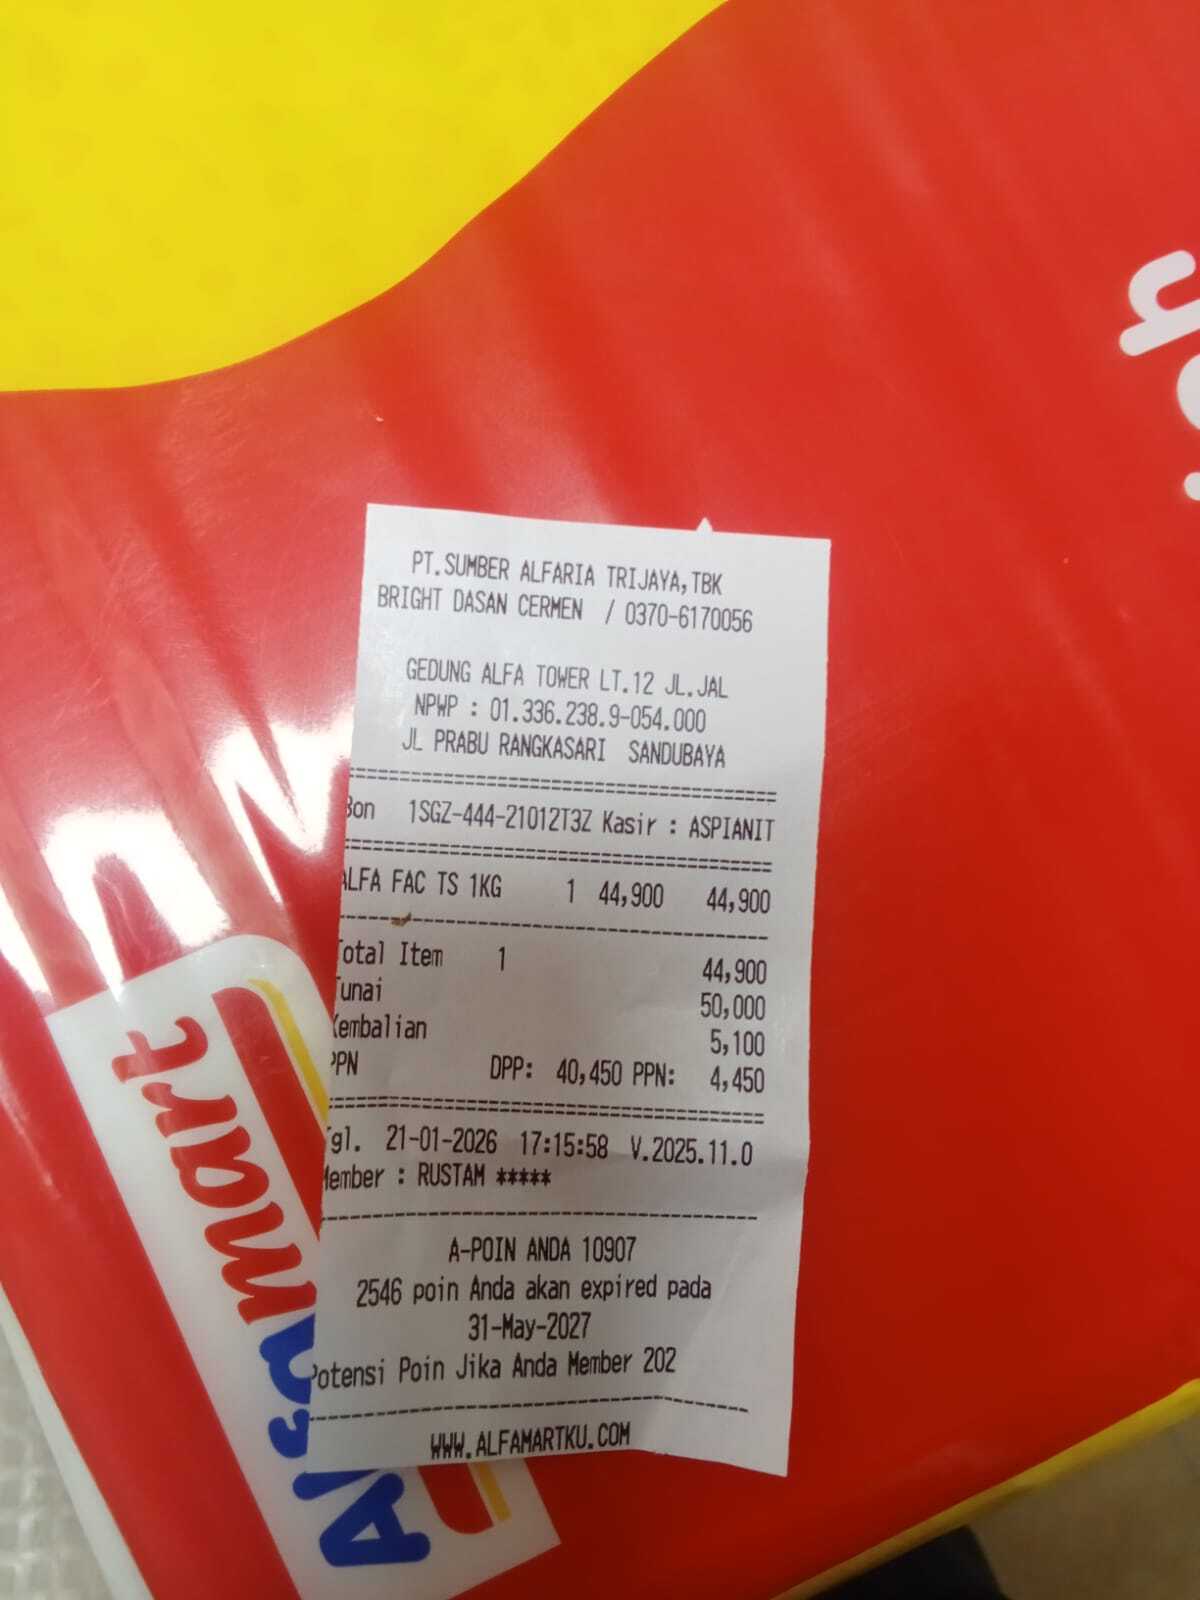 PT.SUMBER ALFARIA TRIJAYA,TBK
BRIGHT DASAN CERMEN / 0370-6170056
GEDUNG ALFA TOWER LT.12 JL.JAL
NPWP : 01.336.238.9-054.000
JL PRABU RANGKASARI SANDUBAYA
Bon 1SGZ-444-21012T3Z Kasir : ASPIANIT
ALFA FAC TS 1KG 1 44,900 44,900
Total Item 1 44,900
Tunai 50,000
Kembalian 5,100
PPN DPP: 40,450 PPN: 4,450
Tgl. 21-01-2026 17:15:58 V.2025.11.0
Member : RUSTAM *****
A-POIN ANDA 10907
2546 poin Anda akan expired pada
31-May-2027
Potensi Poin Jika Anda Member 202
WWW.ALFAMARTKU.COM
Alfamart